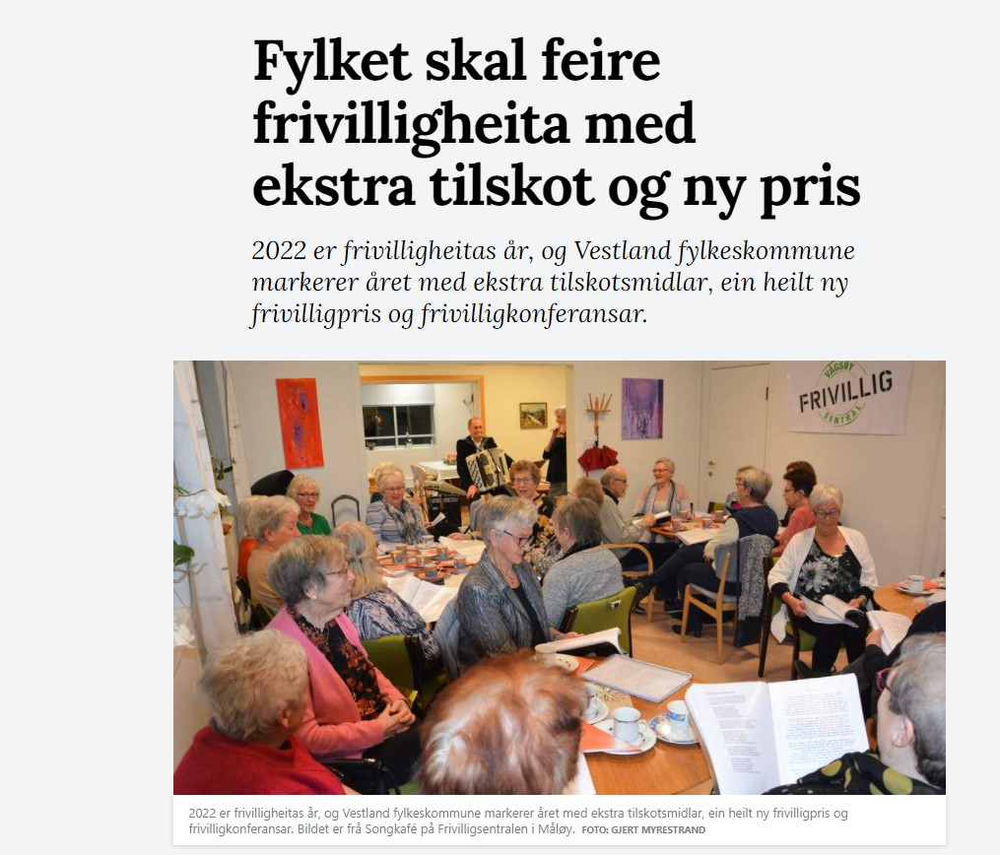 Fylket skal feire
frivilligheita med
ekstra tilskot og ny pris
2022 er frivilligheitas år, og Vestland fylkeskommune
markerer året med ekstra tilskotsmidlar, ein heilt ny
frivilligpris og frivilligkonferansar.
VÅGSØY
FRIVILLIG
SENTRAL
2022 er frivilligheitas år, og Vestland fylkeskommune markerer året med ekstra tilskotsmidlar, ein heilt ny frivilligpris og
frivilligkonferansar. Bildet er frå Songkafé på Frivilligsentralen i Måløy. FOTO: GJERT MYRESTRAND